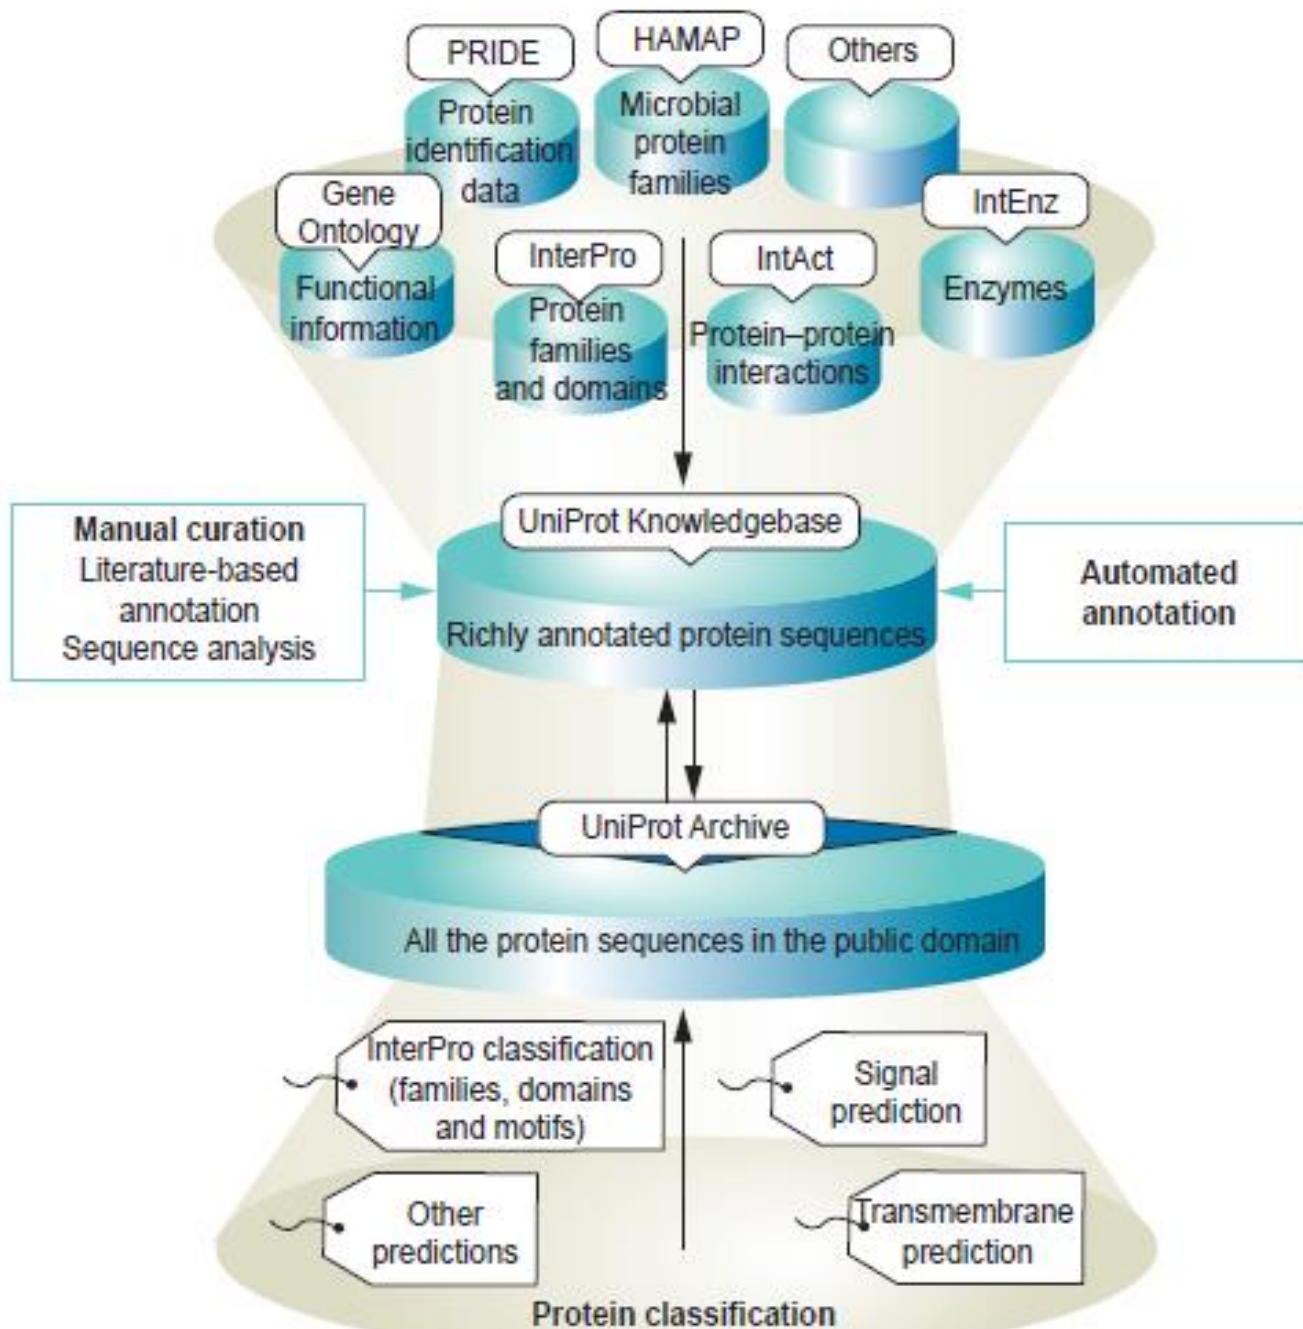 PRIDE
HAMAP
Others
Protein
identification
data
Microbial
protein
families
Gene
Ontology
Functional
information
InterPro
Protein
families
and domains
IntAct
Protein–protein
interactions
IntEnz
Enzymes
UniProt Knowledgebase
Richly annotated protein sequences
Manual curation
Literature-based
annotation
Sequence analysis
Automated
annotation
UniProt Archive
All the protein sequences in the public domain
InterPro classification
(families, domains
and motifs)
Signal
prediction
Other
predictions
Transmembrane
prediction
Protein classification